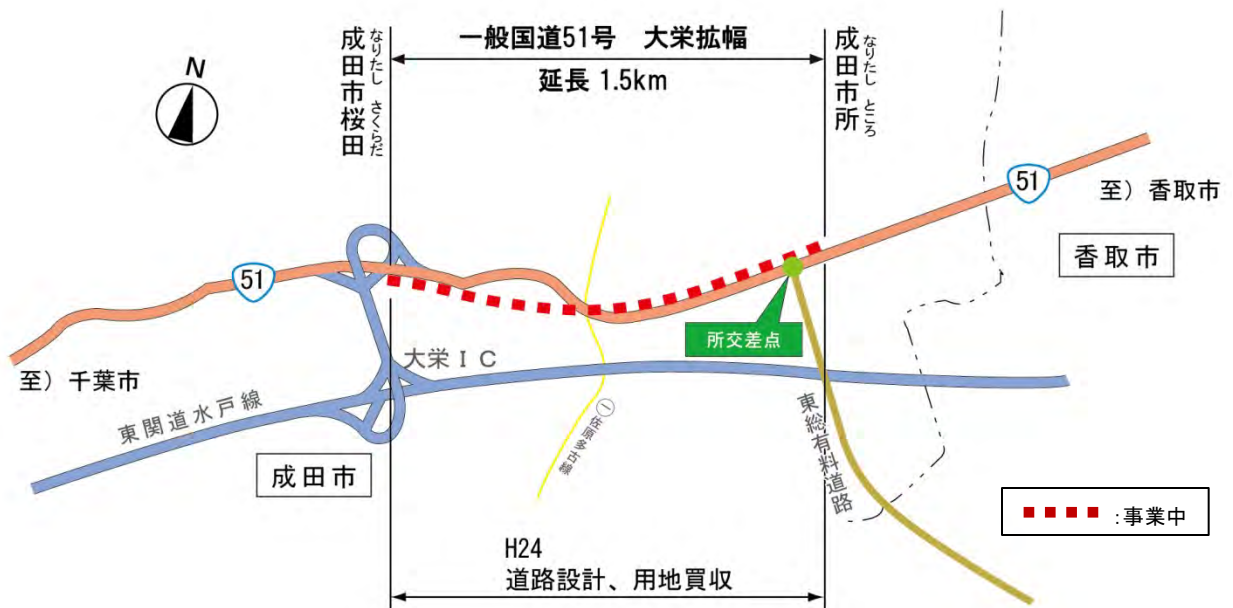 一般国道51号 大栄拡幅
延長 1.5km
N
成田市桜田
なりたし さくらだ
成田市所
なりたし ところ
51
至）香取市
香取市
51
所交差点
至）千葉市
大栄ＩＣ
東関道水戸線
㊀佐原多古線
東総有料道路
成田市
:事業中
H24
道路設計、用地買収